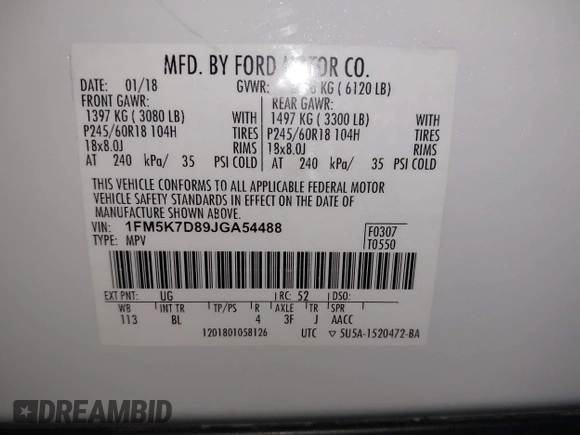 MFD. BY FORD MOTOR CO.
DATE: 01/18 GVWR: KG ( 6120 LB)
FRONT GAWR: REAR GAWR:
1397 KG ( 3080 LB) WITH 1497 KG ( 3300 LB) WITH
P245/60R18 104H TIRES P245/60R18 104H TIRES
18x8.0J RIMS 18x8.0J RIMS
AT 240 kPa/ 35 PSI COLD AT 240 kPa/ 35 PSI COLD
THIS VEHICLE CONFORMS TO ALL APPLICABLE FEDERAL MOTOR
VEHICLE SAFETY STANDARDS IN EFFECT ON THE DATE OF
MANUFACTURE SHOWN ABOVE.
VIN: 1FM5K7D89JGA54488 F0307
TYPE: MPV T0550
EXT PNT: UG RC: 52 DSO:
WB INT TR TP/PS R AXLE TR SPR
113 BL 4 3F J AACC
1201801058126 UTC ▽ 5U5A-1520472-BA
DREAMBID